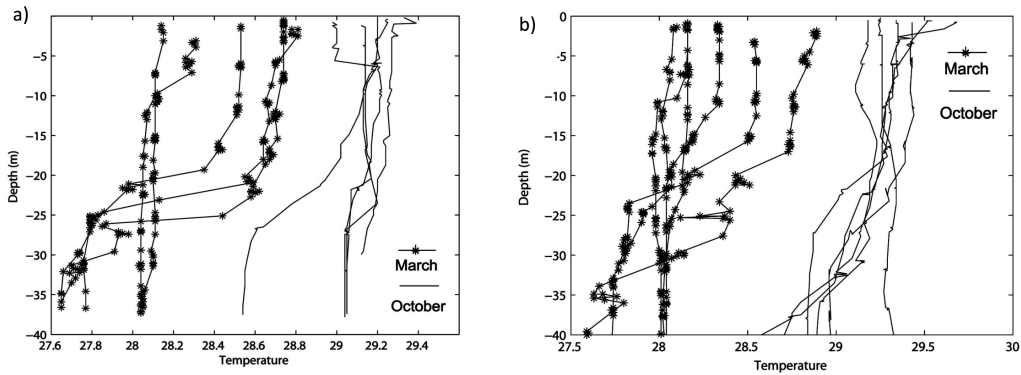 a)
0
−5
−10
−15
−20
−25
−30
−35
−40
Depth (m)
27.6 27.8 28 28.2 28.4 28.6 28.8 29 29.2 29.4
Temperature
March
October
b)
0
−5
−10
−15
−20
−25
−30
−35
−40
Depth (m)
27.5 28 28.5 29 29.5 30
Temperature
March
October